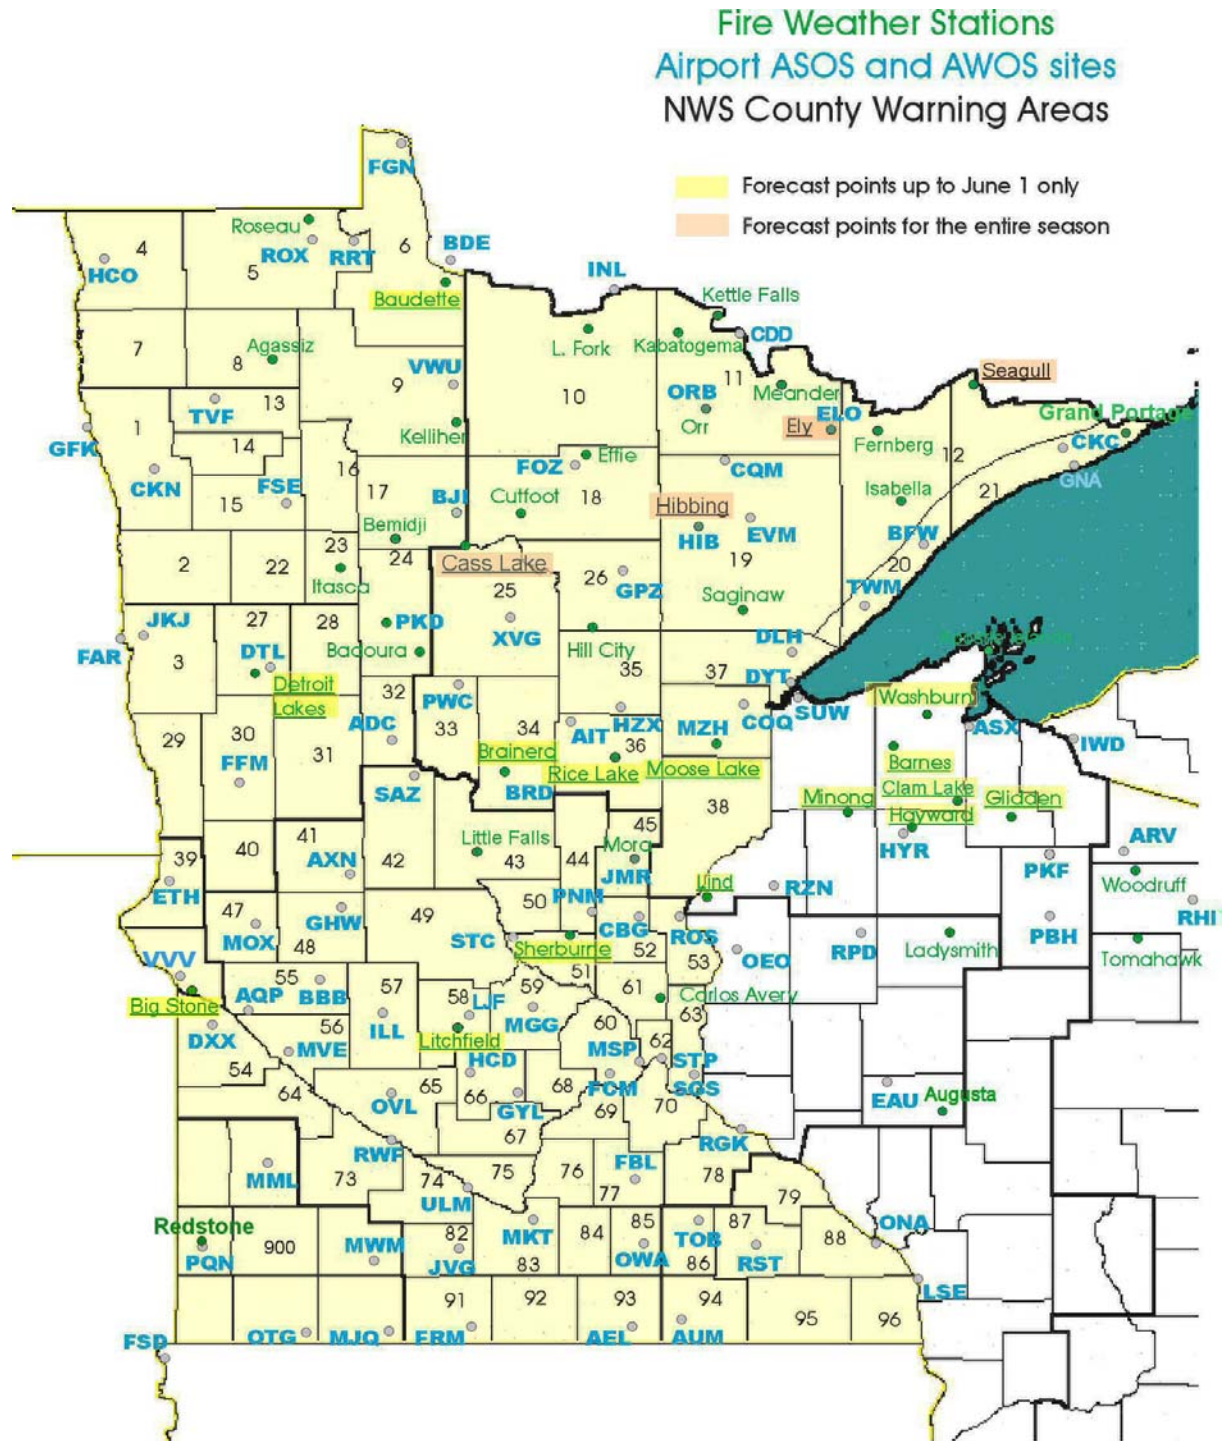 Fire Weather Stations
Airport ASOS and AWOS sites
NWS County Warning Areas
Forecast points up to June 1 only
Forecast points for the entire season
FGN
Roseau
4
ROX
RRT
6
BDE
HCO
5
INL
Baudette
Kettle Falls
7
Agassiz
8
L. Fork
Kabatogema
CDD
VWU
9
10
11
Meander
Seagull
TVF
13
ORB
Orr
ELO
Ely
Grand Portage
1
GFK
14
Kelliher
Fernberg
CKC
CKN
FSE
16
17
FOZ
Effie
CQM
12
GNA
15
BJI
Cutfoot
18
Hibbing
Isabella
21
Bemidji
HIB
EVM
BFW
2
22
23
24
Cass Lake
19
20
Itasca
25
26
GPZ
TWM
JKJ
27
28
PKD
XVG
Saginaw
FAR
3
DTL
Badoura
Hill City
DLH
Detroit
Lakes
32
35
37
DYT
PWC
Washburn
29
30
31
ADC
33
34
AIT
HZX
36
MZH
COQ
SUW
ASX
IWD
FFM
Brainerd
Rice Lake
Moose Lake
Barnes
SAZ
BRD
38
Minong
Clam Lake
Glidden
Hayward
39
40
41
AXN
42
Little Falls
43
44
45
Mora
HYR
ARV
ETH
JMR
PKF
Woodruff
47
GHW
49
50
PNM
Lind
RZN
RHI
MOX
48
STC
CBG
ROS
RPD
Ladysmith
PBH
VVV
Sherburne
52
53
OEO
Tomahawk
55
57
51
Big Stone
AQP
BBB
58
59
61
Carlos Avery
LJF
MGG
63
DXX
56
ILL
60
MVE
Litchfield
62
54
HCD
MSP
STP
64
65
66
68
FCM
SGS
OVL
GYL
69
70
EAU
Augusta
67
RWF
RGK
MML
73
74
75
76
FBL
78
ULM
77
79
Redstone
MKT
84
85
TOB
87
88
ONA
PQN
900
MWM
82
JVG
83
OWA
86
RST
LSE
91
92
93
94
95
96
FSD
OTG
MJQ
FRM
AEL
AUM